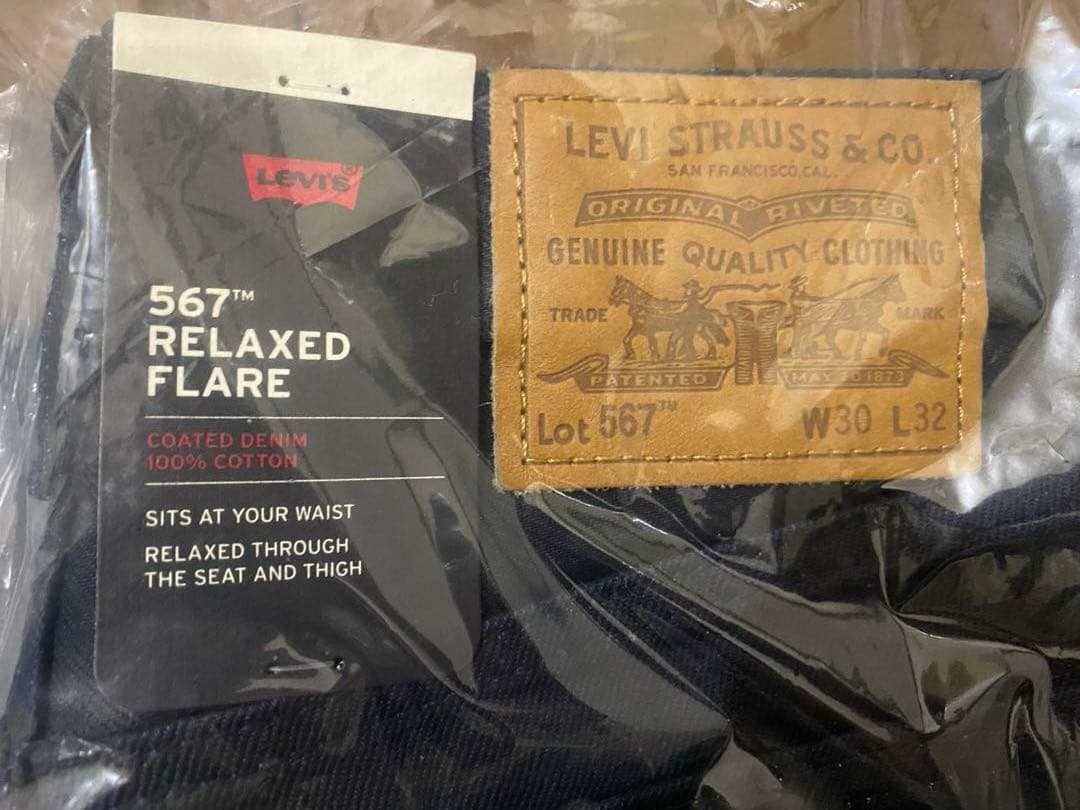 LEVI'S®
567™
RELAXED
FLARE
COATED DENIM
100% COTTON
SITS AT YOUR WAIST
RELAXED THROUGH
THE SEAT AND THIGH
LEVI STRAUSS & CO.
SAN FRANCISCO, CAL.
ORIGINAL RIVETED
GENUINE QUALITY CLOTHING
TRADE MARK
PATENTED MAY 20 1873
Lot 567™ W30 L32